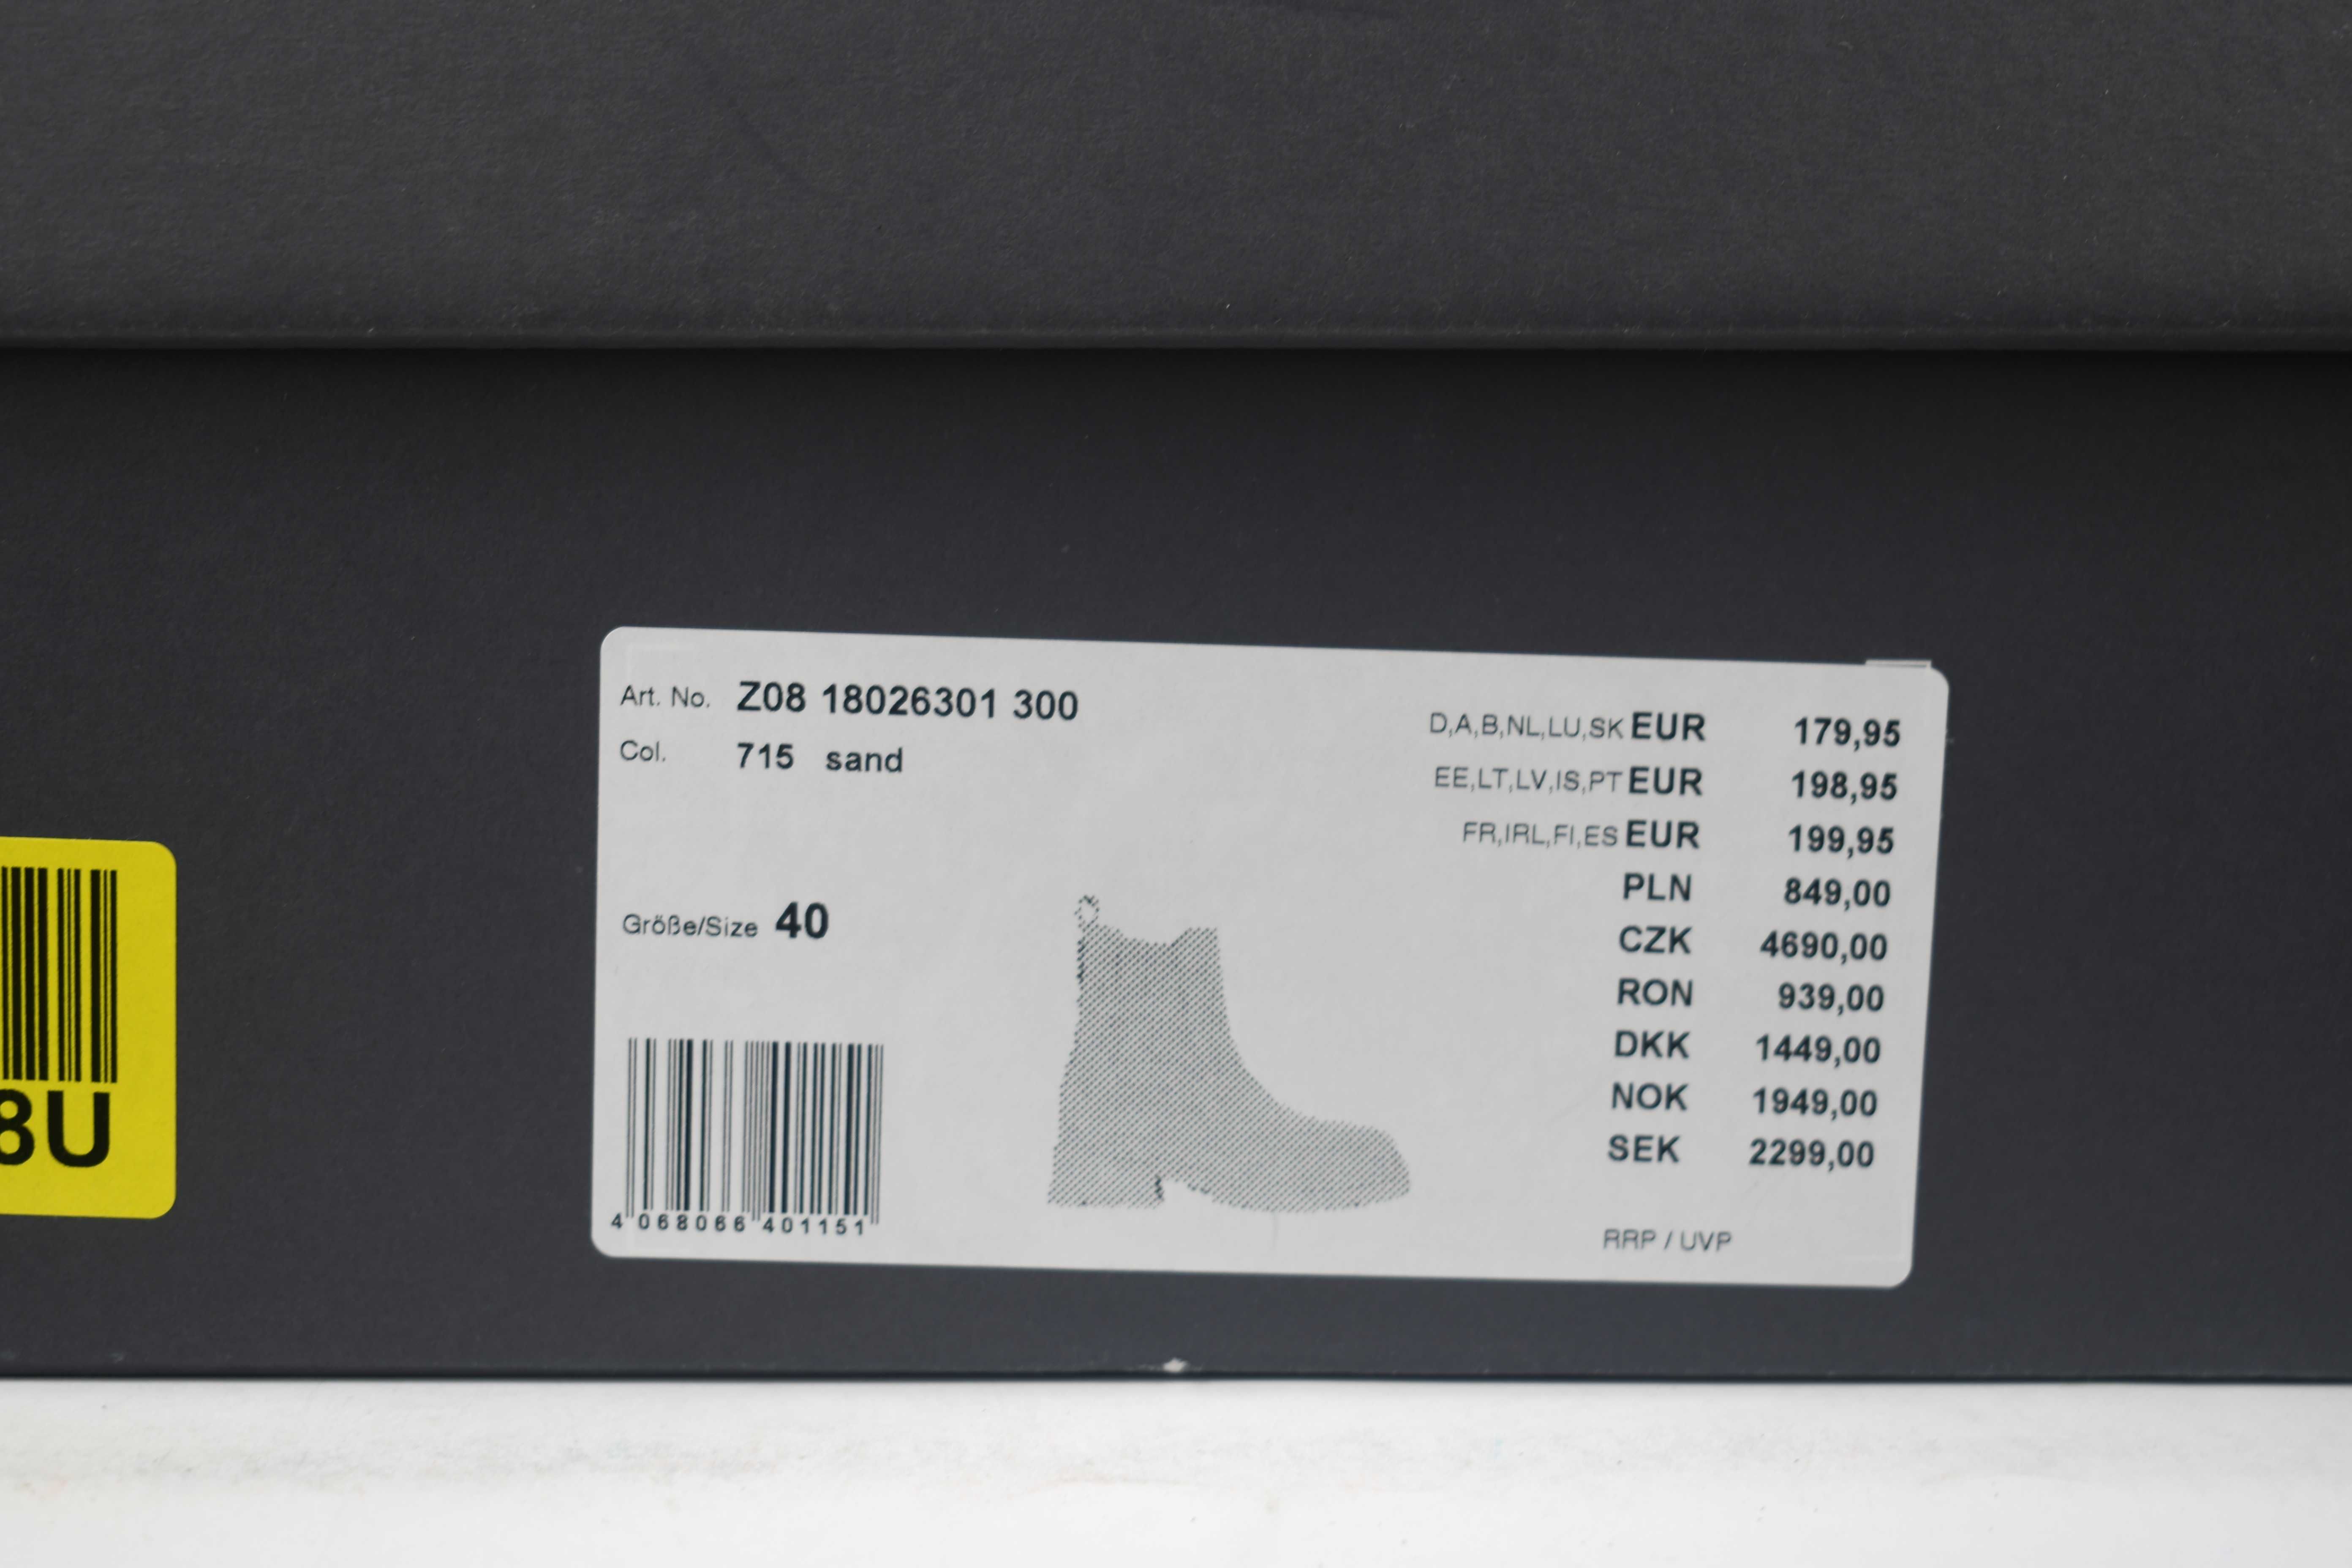 Art. No. Z08 18026301 300
Col. 715 sand
Größe/Size 40
4 068066 401151
D,A,B,NL,LU,SK EUR 179,95
EE,LT,LV,IS,PT EUR 198,95
FR,IRL,FI,ES EUR 199,95
PLN 849,00
CZK 4690,00
RON 939,00
DKK 1449,00
NOK 1949,00
SEK 2299,00
RRP / UVP
8U